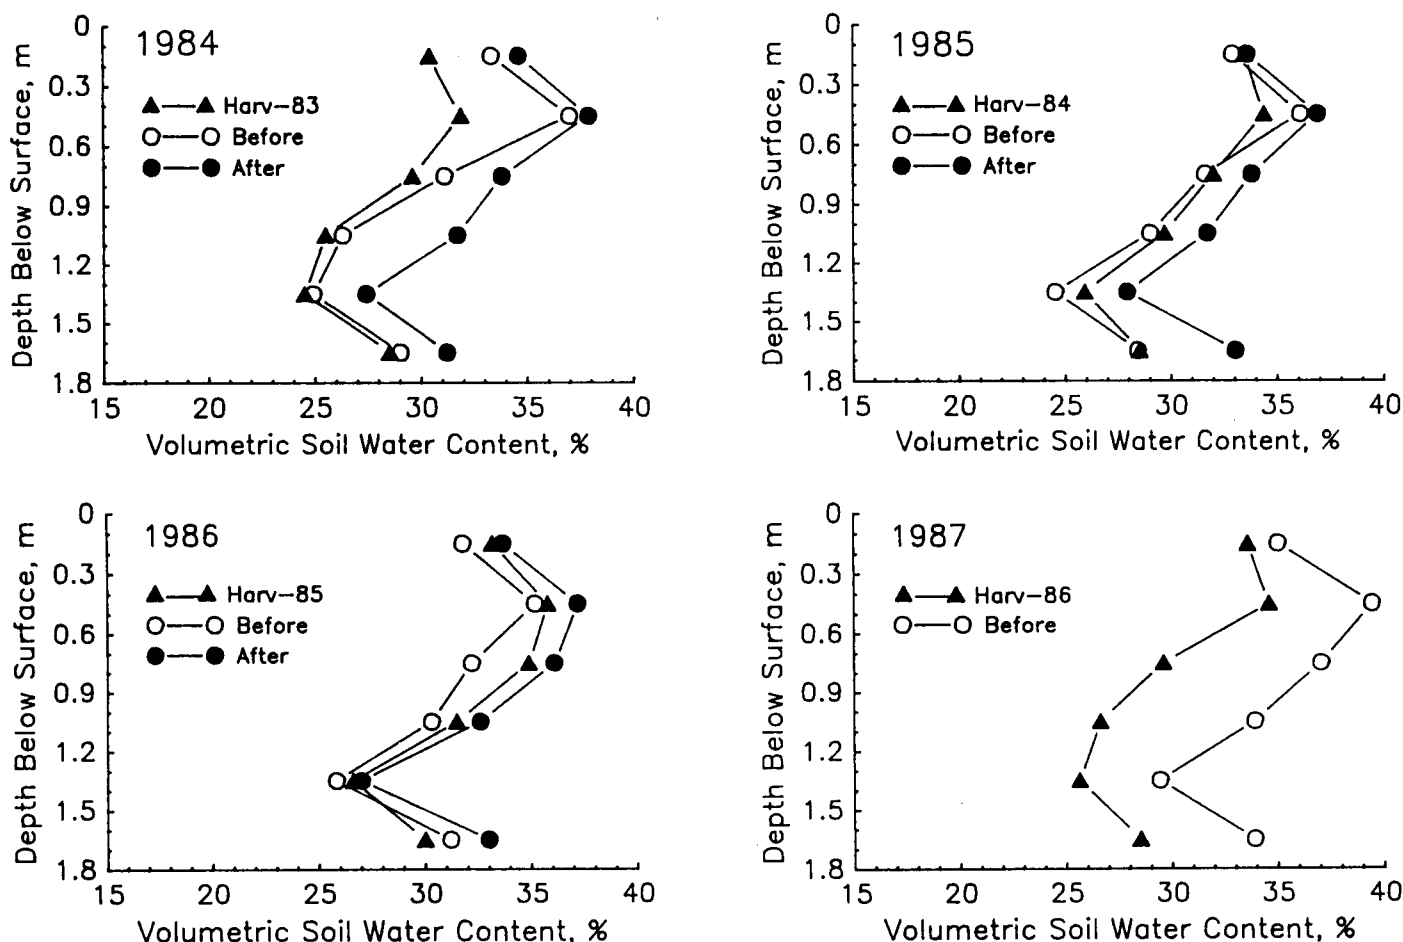 1984
Harv-83
Before
After
0
0.3
0.6
0.9
1.2
1.5
1.8
Depth Below Surface, m
15 20 25 30 35 40
Volumetric Soil Water Content, %
1985
Harv-84
Before
After
0
0.3
0.6
0.9
1.2
1.5
1.8
Depth Below Surface, m
15 20 25 30 35 40
Volumetric Soil Water Content, %
1986
Harv-85
Before
After
0
0.3
0.6
0.9
1.2
1.5
1.8
Depth Below Surface, m
15 20 25 30 35 40
Volumetric Soil Water Content, %
1987
Harv-86
Before
0
0.3
0.6
0.9
1.2
1.5
1.8
Depth Below Surface, m
15 20 25 30 35 40
Volumetric Soil Water Content, %